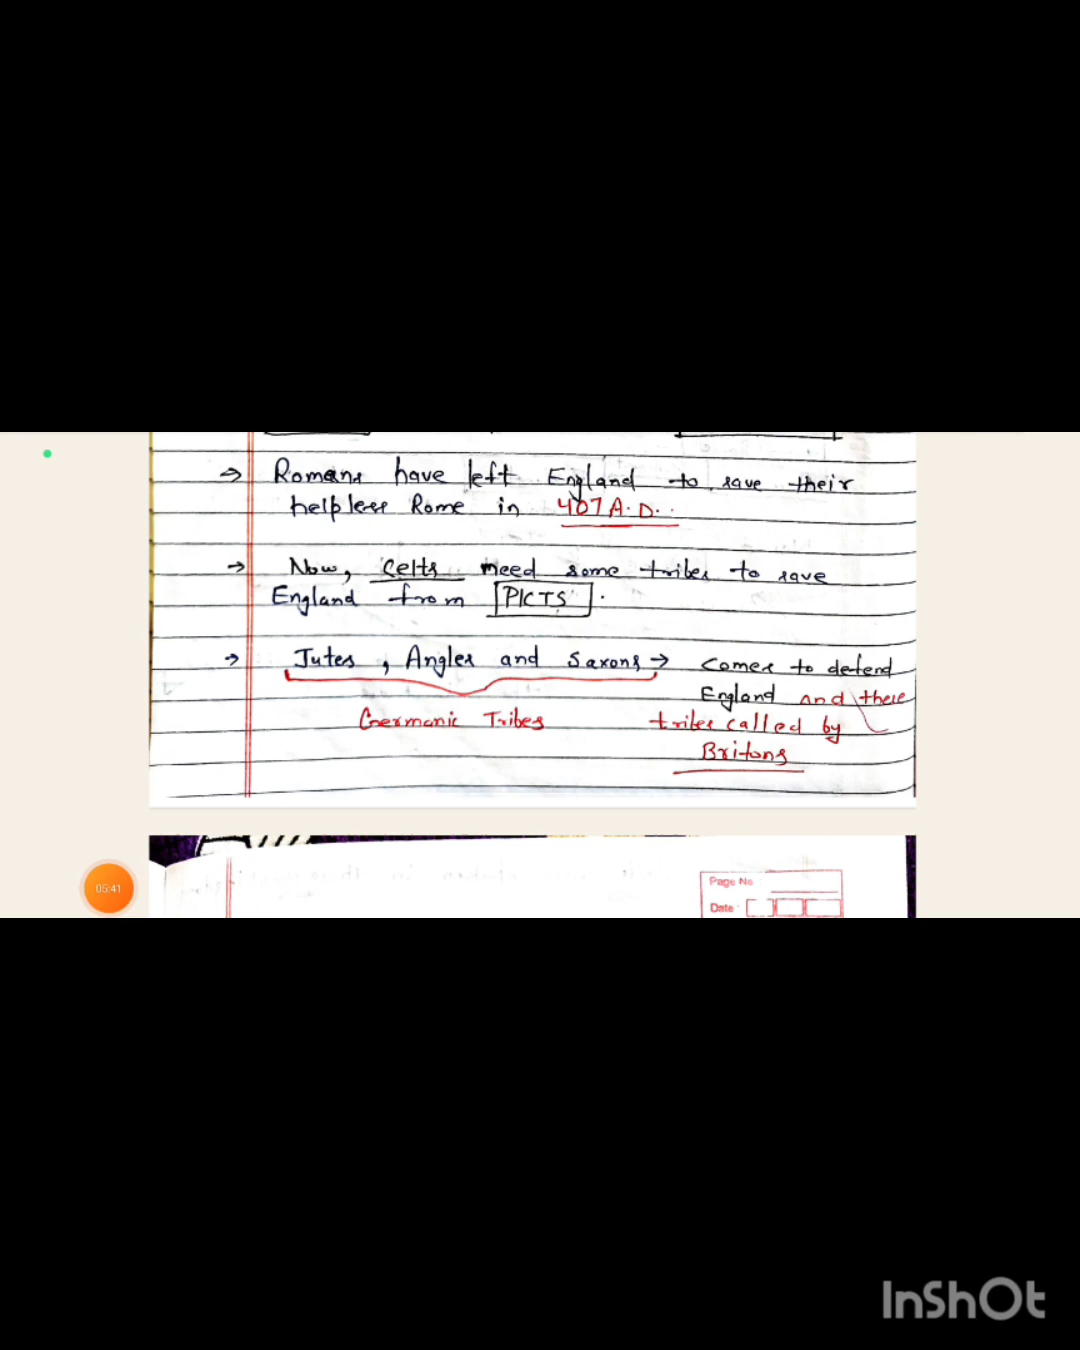 → Romans have left England to save their
helpless Rome in 407 A.D.
→ Now, Celts need some tribes to save
England from PICTS.
→ Jutes, Angles and Saxons → Comes to defend
England and these
Germanic Tribes tribes called by
Britons
05:41
Page No
Date
InShOt